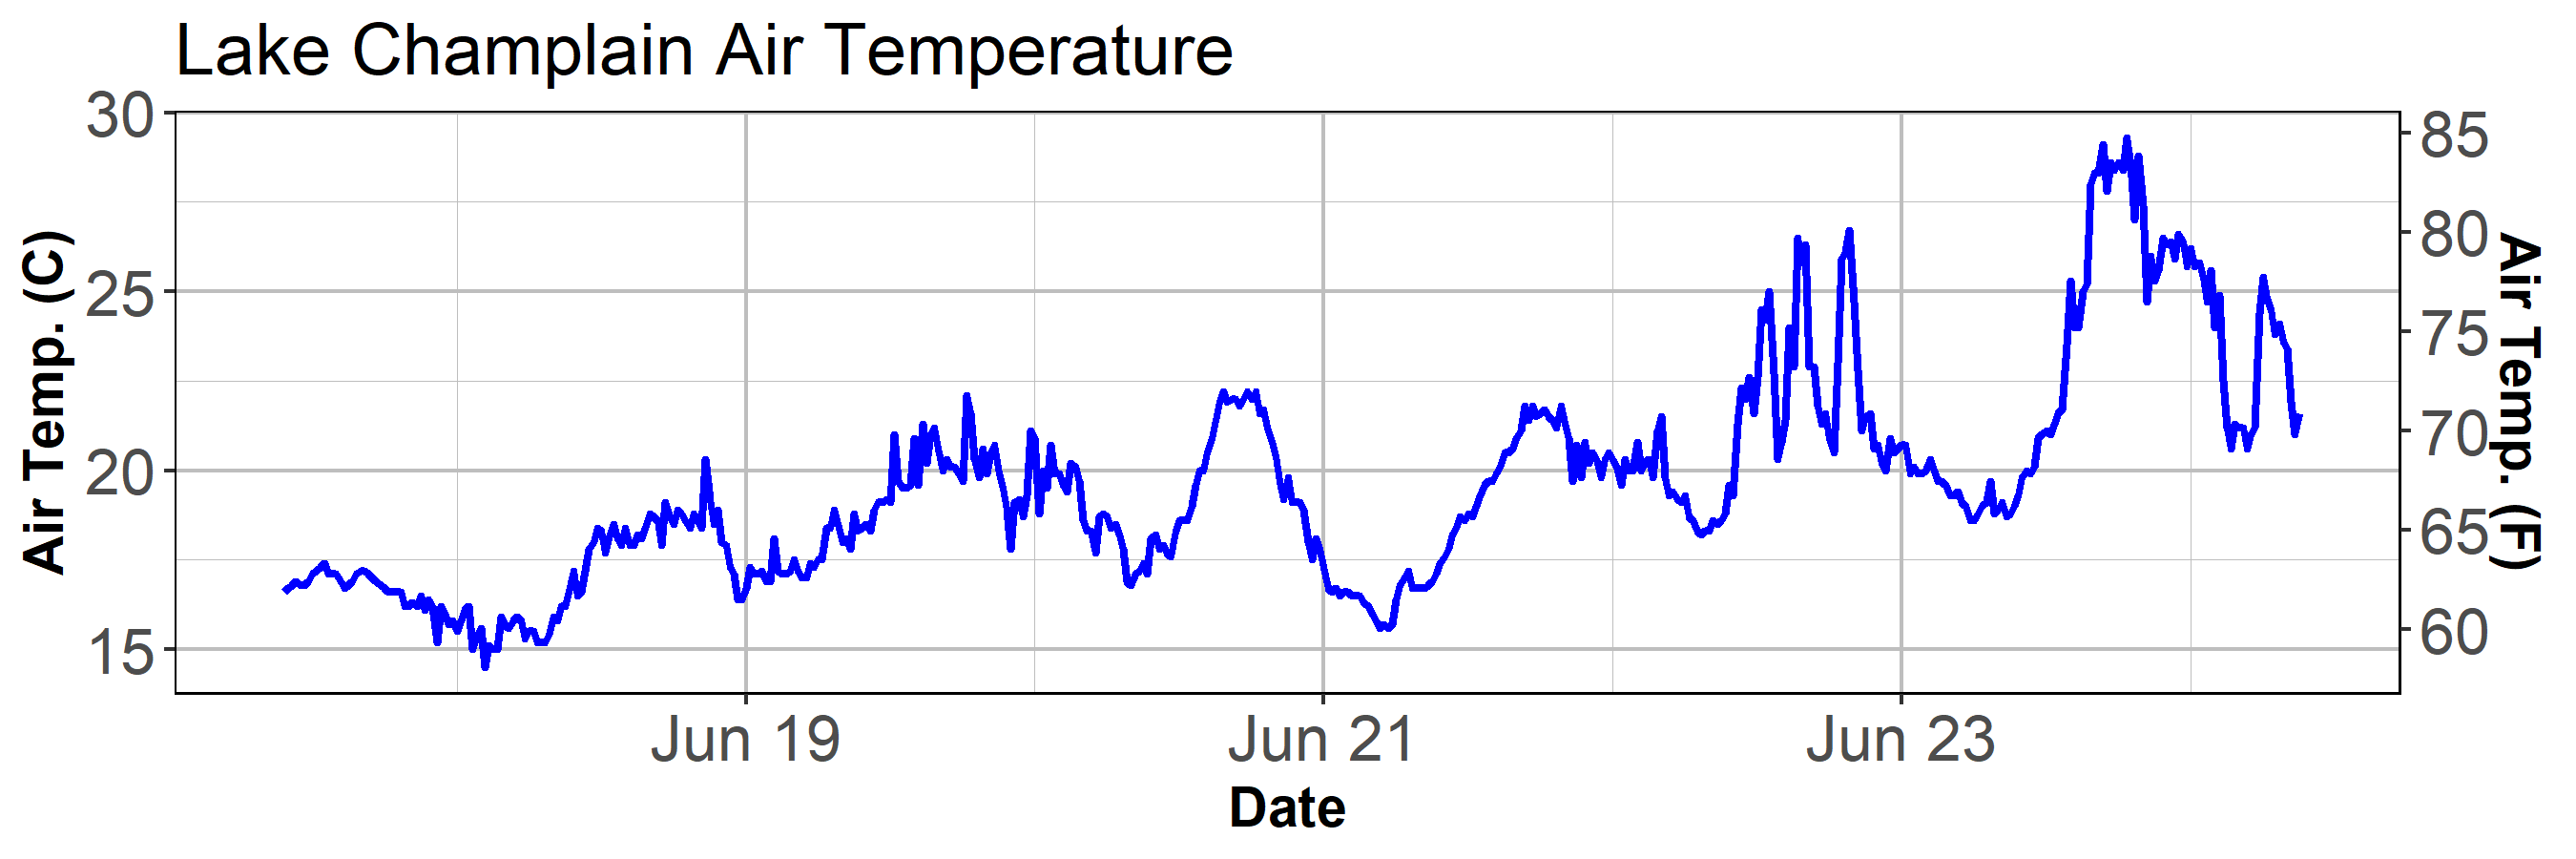 Lake Champlain Air Temperature
30
25
20
15
Air Temp. (C)
85
80
75
70
65
60
Air Temp. (F)
Jun 19
Jun 21
Jun 23
Date